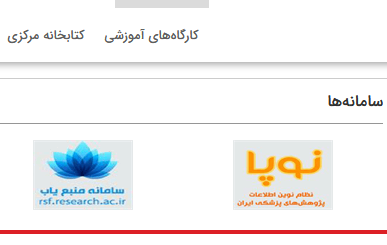 کارگاه‌های آموزشی کتابخانه مرکزی
سامانه‌ها
نوپا
نظام نوین اطلاعات
پژوهش‌های پزشکی ایران
سامانه منبع یاب
rsf.research.ac.ir